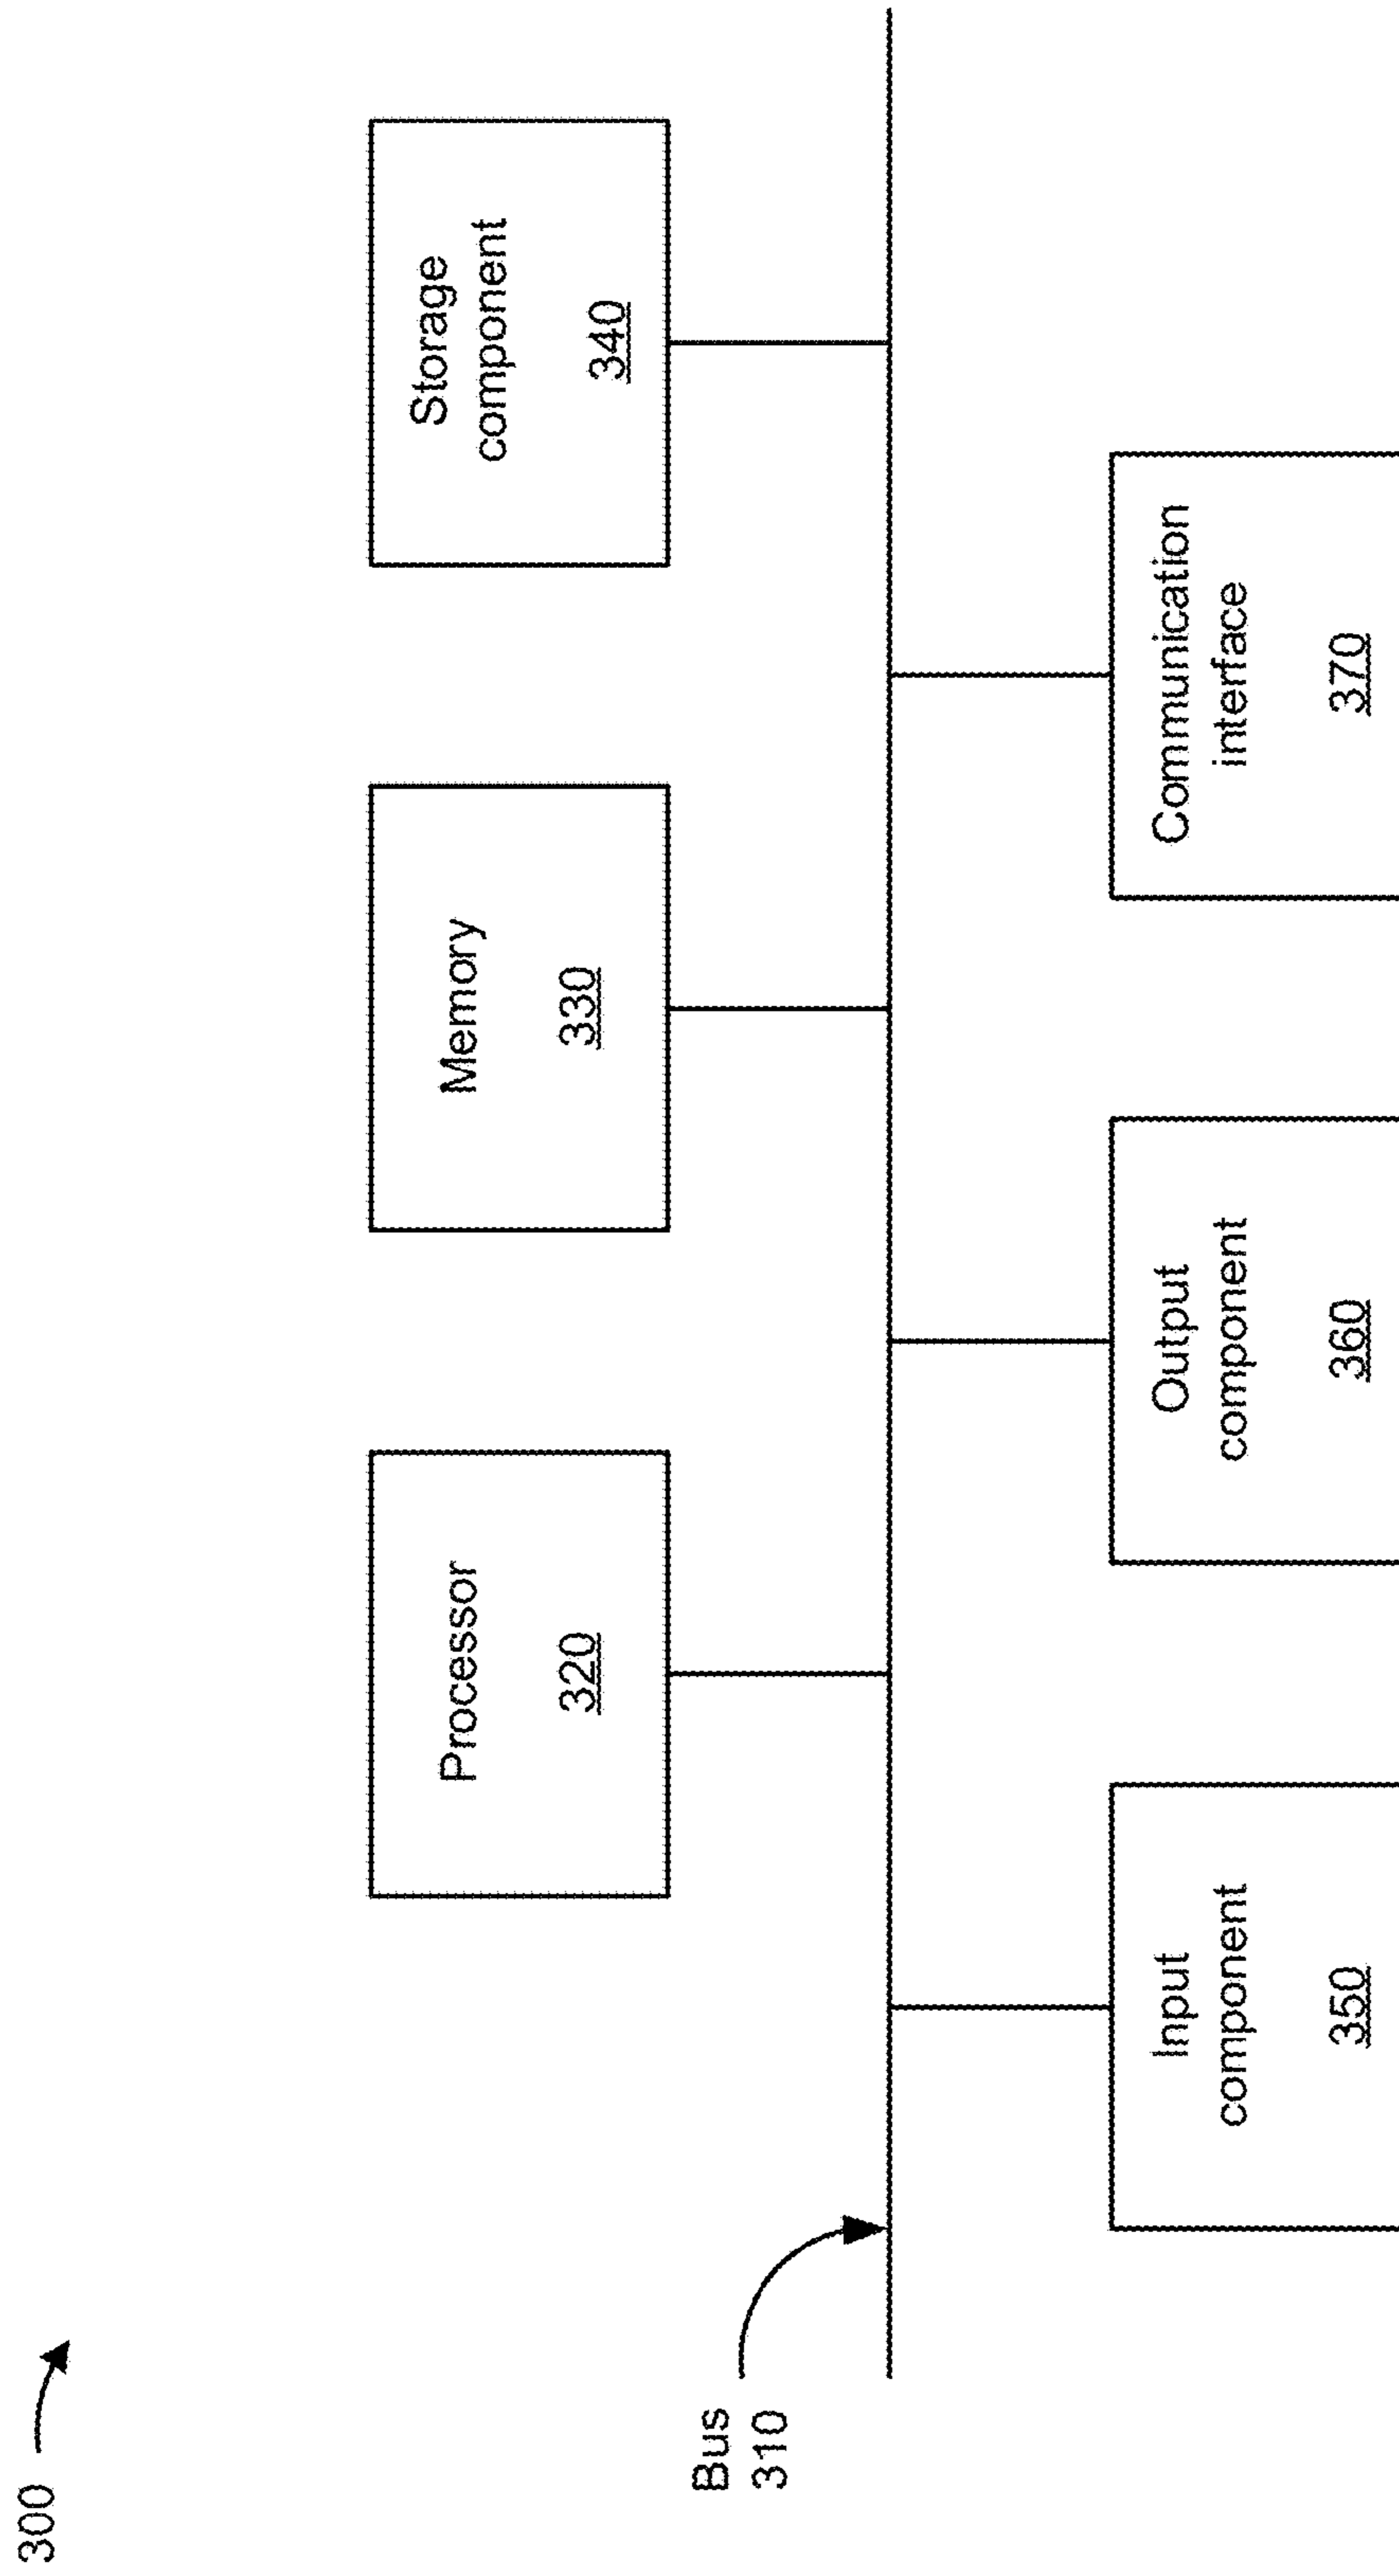 300
Processor
320
Memory
330
Storage
component
340
Bus
310
Input
component
350
Output
component
360
Communication
interface
370